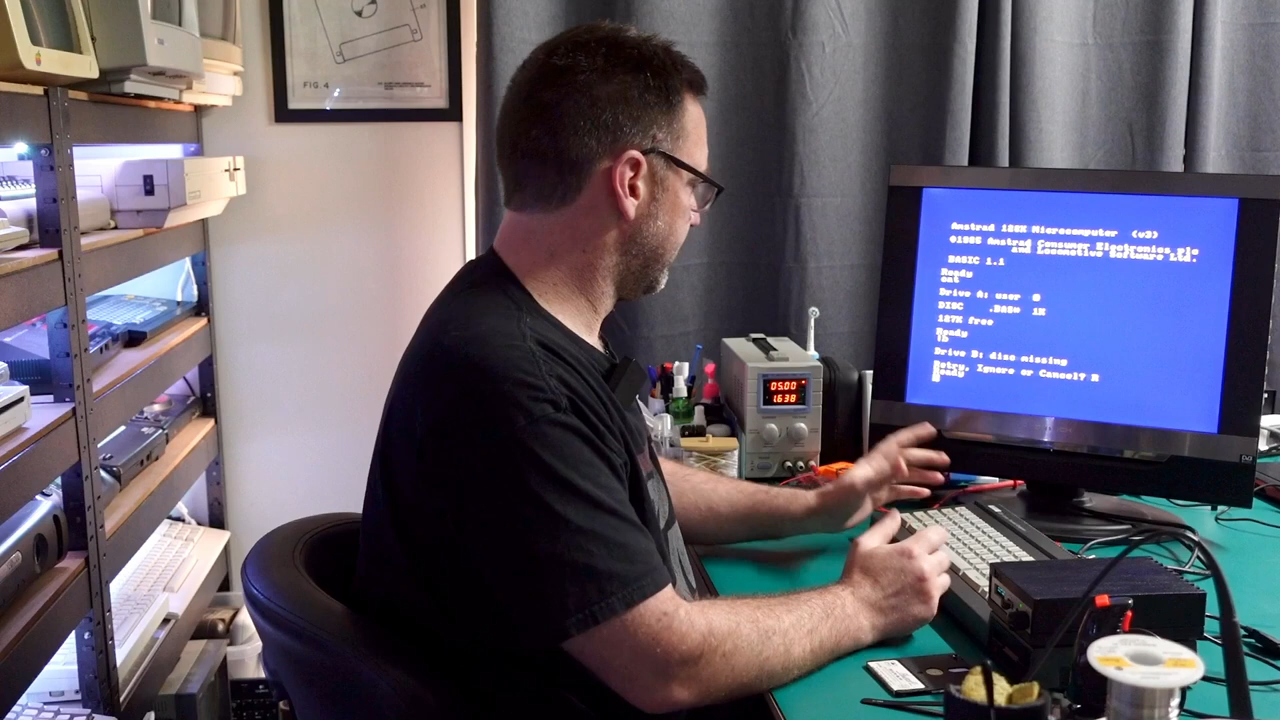 FIG. 4
Amstrad 128K Microcomputer (v3)
©1985 Amstrad Consumer Electronics plc
and Locomotive Software Ltd.
BASIC 1.1
Ready
cat
Drive A: user 0
DISC .BAS* 1K
127K free
Ready
|b
Drive B: disc missing
Retry, Ignore or Cancel? R
Ready
05.00
1.638